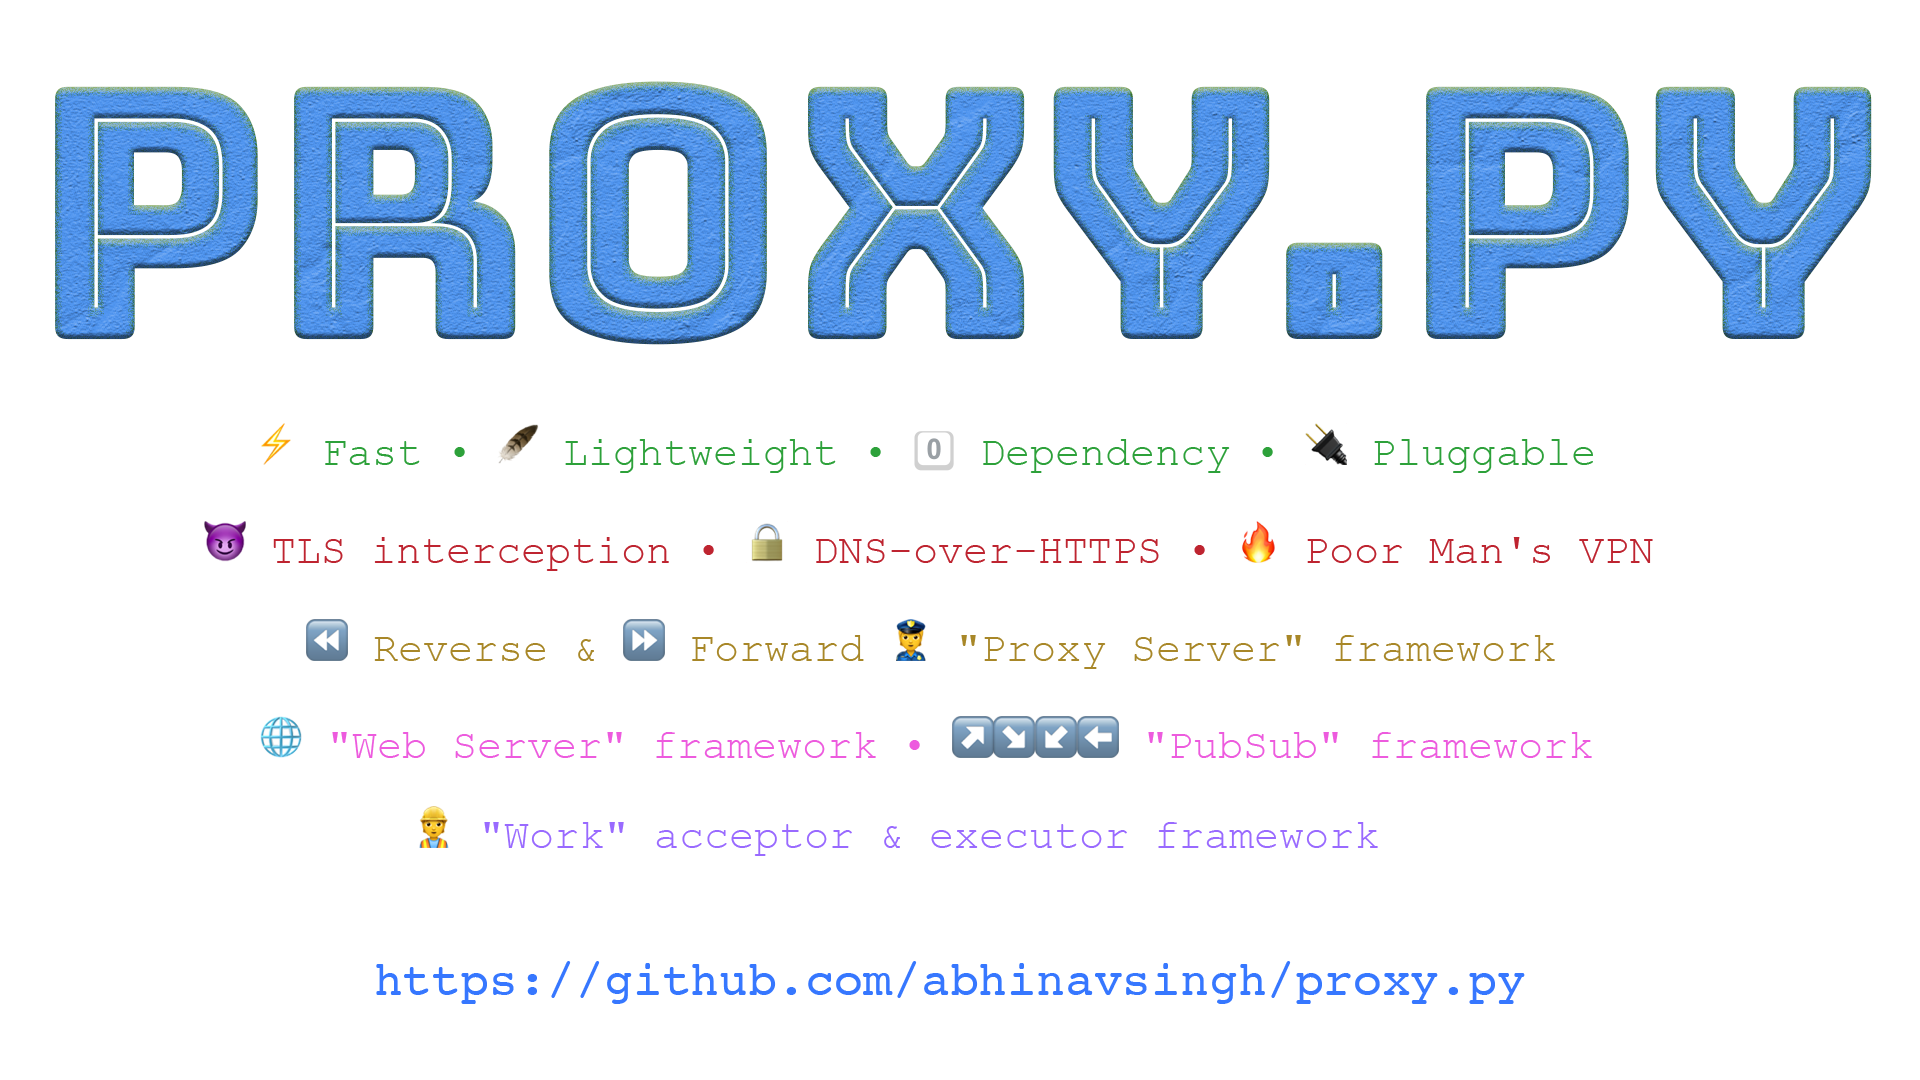 PROXY.PY
⚡ Fast • 🪶 Lightweight • 0 Dependency • 🔌 Pluggable
😈 TLS interception • 🔒 DNS-over-HTTPS • 🔥 Poor Man's VPN
⏪ Reverse & ⏩ Forward 👮 "Proxy Server" framework
🌐 "Web Server" framework • ↗️↘️↙️⬅️ "PubSub" framework
👷 "Work" acceptor & executor framework
https://github.com/abhinavsingh/proxy.py